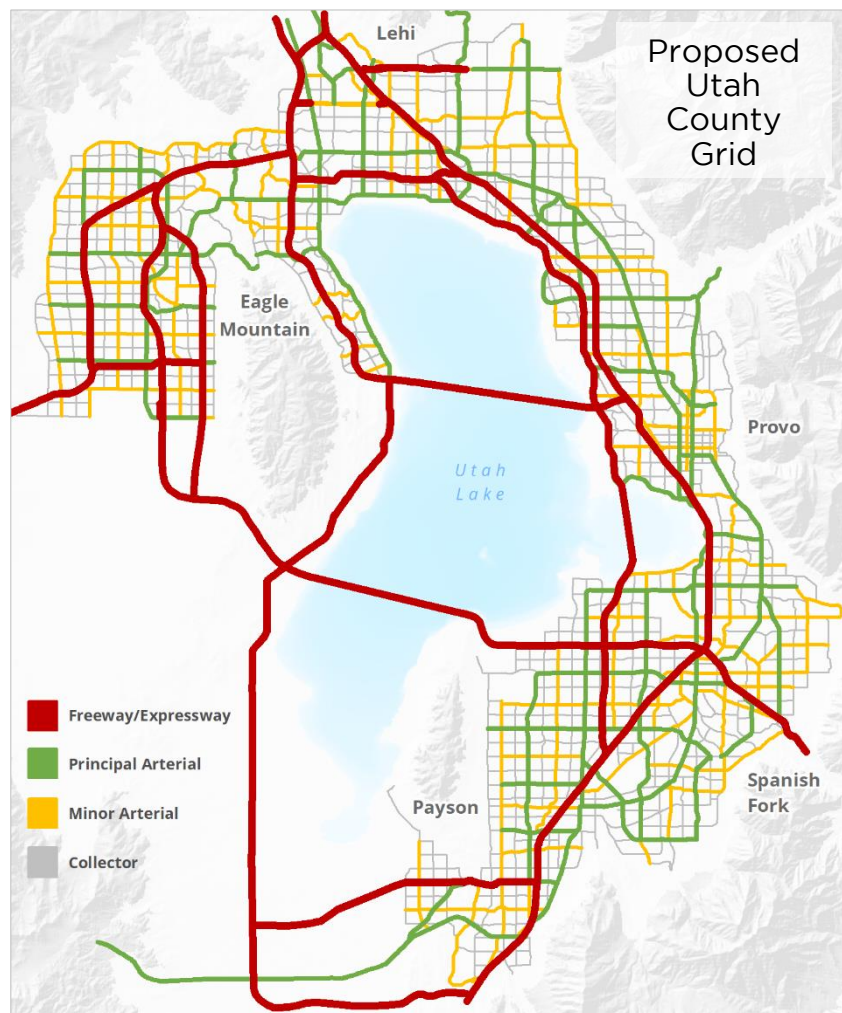 Lehi
Proposed
Utah
County
Grid
Eagle
Mountain
Provo
Utah
Lake
Freeway/Expressway
Principal Arterial
Minor Arterial
Collector
Payson
Spanish
Fork